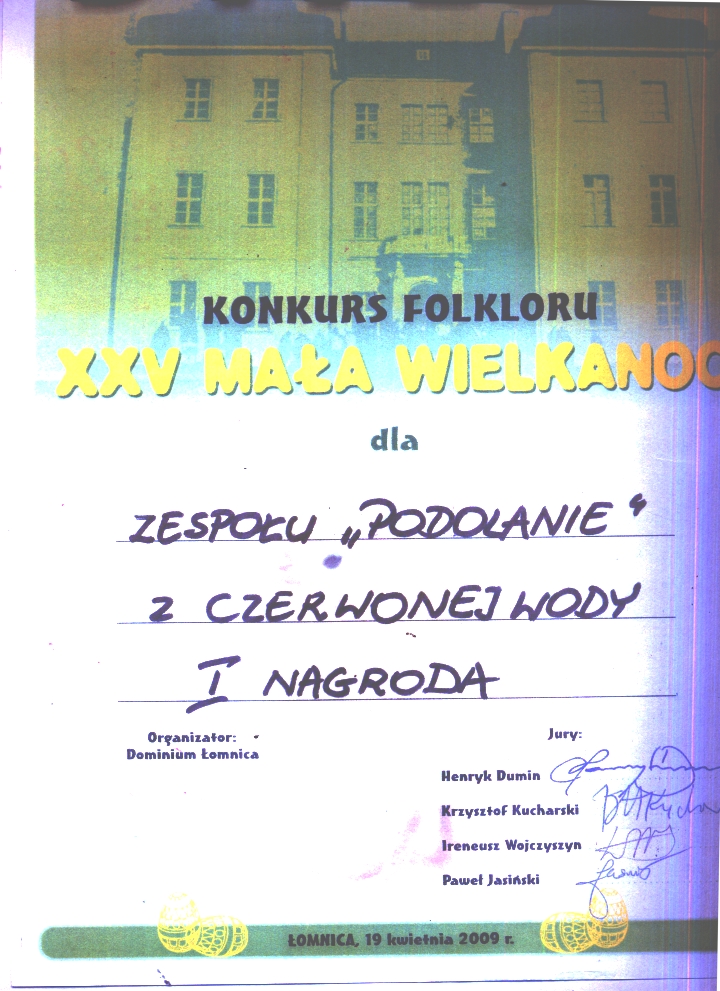 KONKURS FOLKLORU
XXV MAŁA WIELKANOC
dla
ZESPOŁU „PODOLANIE“
Z CZERWONEJ WODY
I NAGRODA
Organizator:
Dominium Łomnica
Jury:
Henryk Dumin
Krzysztof Kucharski
Ireneusz Wojczyszyn
Paweł Jasiński
ŁOMNICA, 19 kwietnia 2009 r.